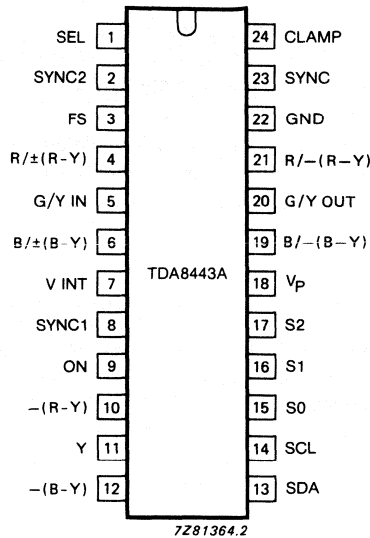 SEL 1
24 CLAMP
SYNC2 2
23 SYNC
FS 3
22 GND
R/±(R-Y) 4
21 R/-(R-Y)
G/Y IN 5
20 G/Y OUT
B/±(B-Y) 6
19 B/-(B-Y)
V INT 7
TDA8443A
18 Vp
SYNC1 8
17 S2
ON 9
16 S1
-(R-Y) 10
15 S0
Y 11
14 SCL
-(B-Y) 12
13 SDA
7Z81364.2